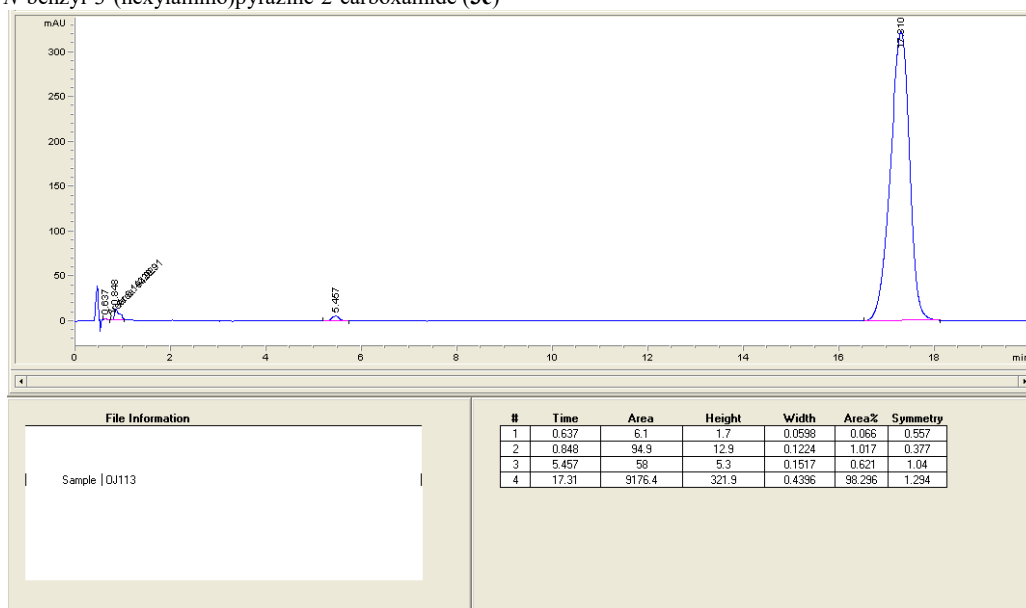 N-benzyl-3-(hexylamino)pyrazine-2-carboxamide (3c)
mAU
300
250
200
150
100
50
0
0.637
0.848
5.457
0 2 4 6 8 10 12 14 16 18 min
File Information
Sample OJ113
# Time Area Height Width Area% Symmetry
1 0.637 6.1 1.7 0.0598 0.066 0.557
2 0.848 94.9 12.9 0.1224 1.017 0.377
3 5.457 58 5.3 0.1517 0.621 1.04
4 17.31 9176.4 321.9 0.4396 98.296 1.294